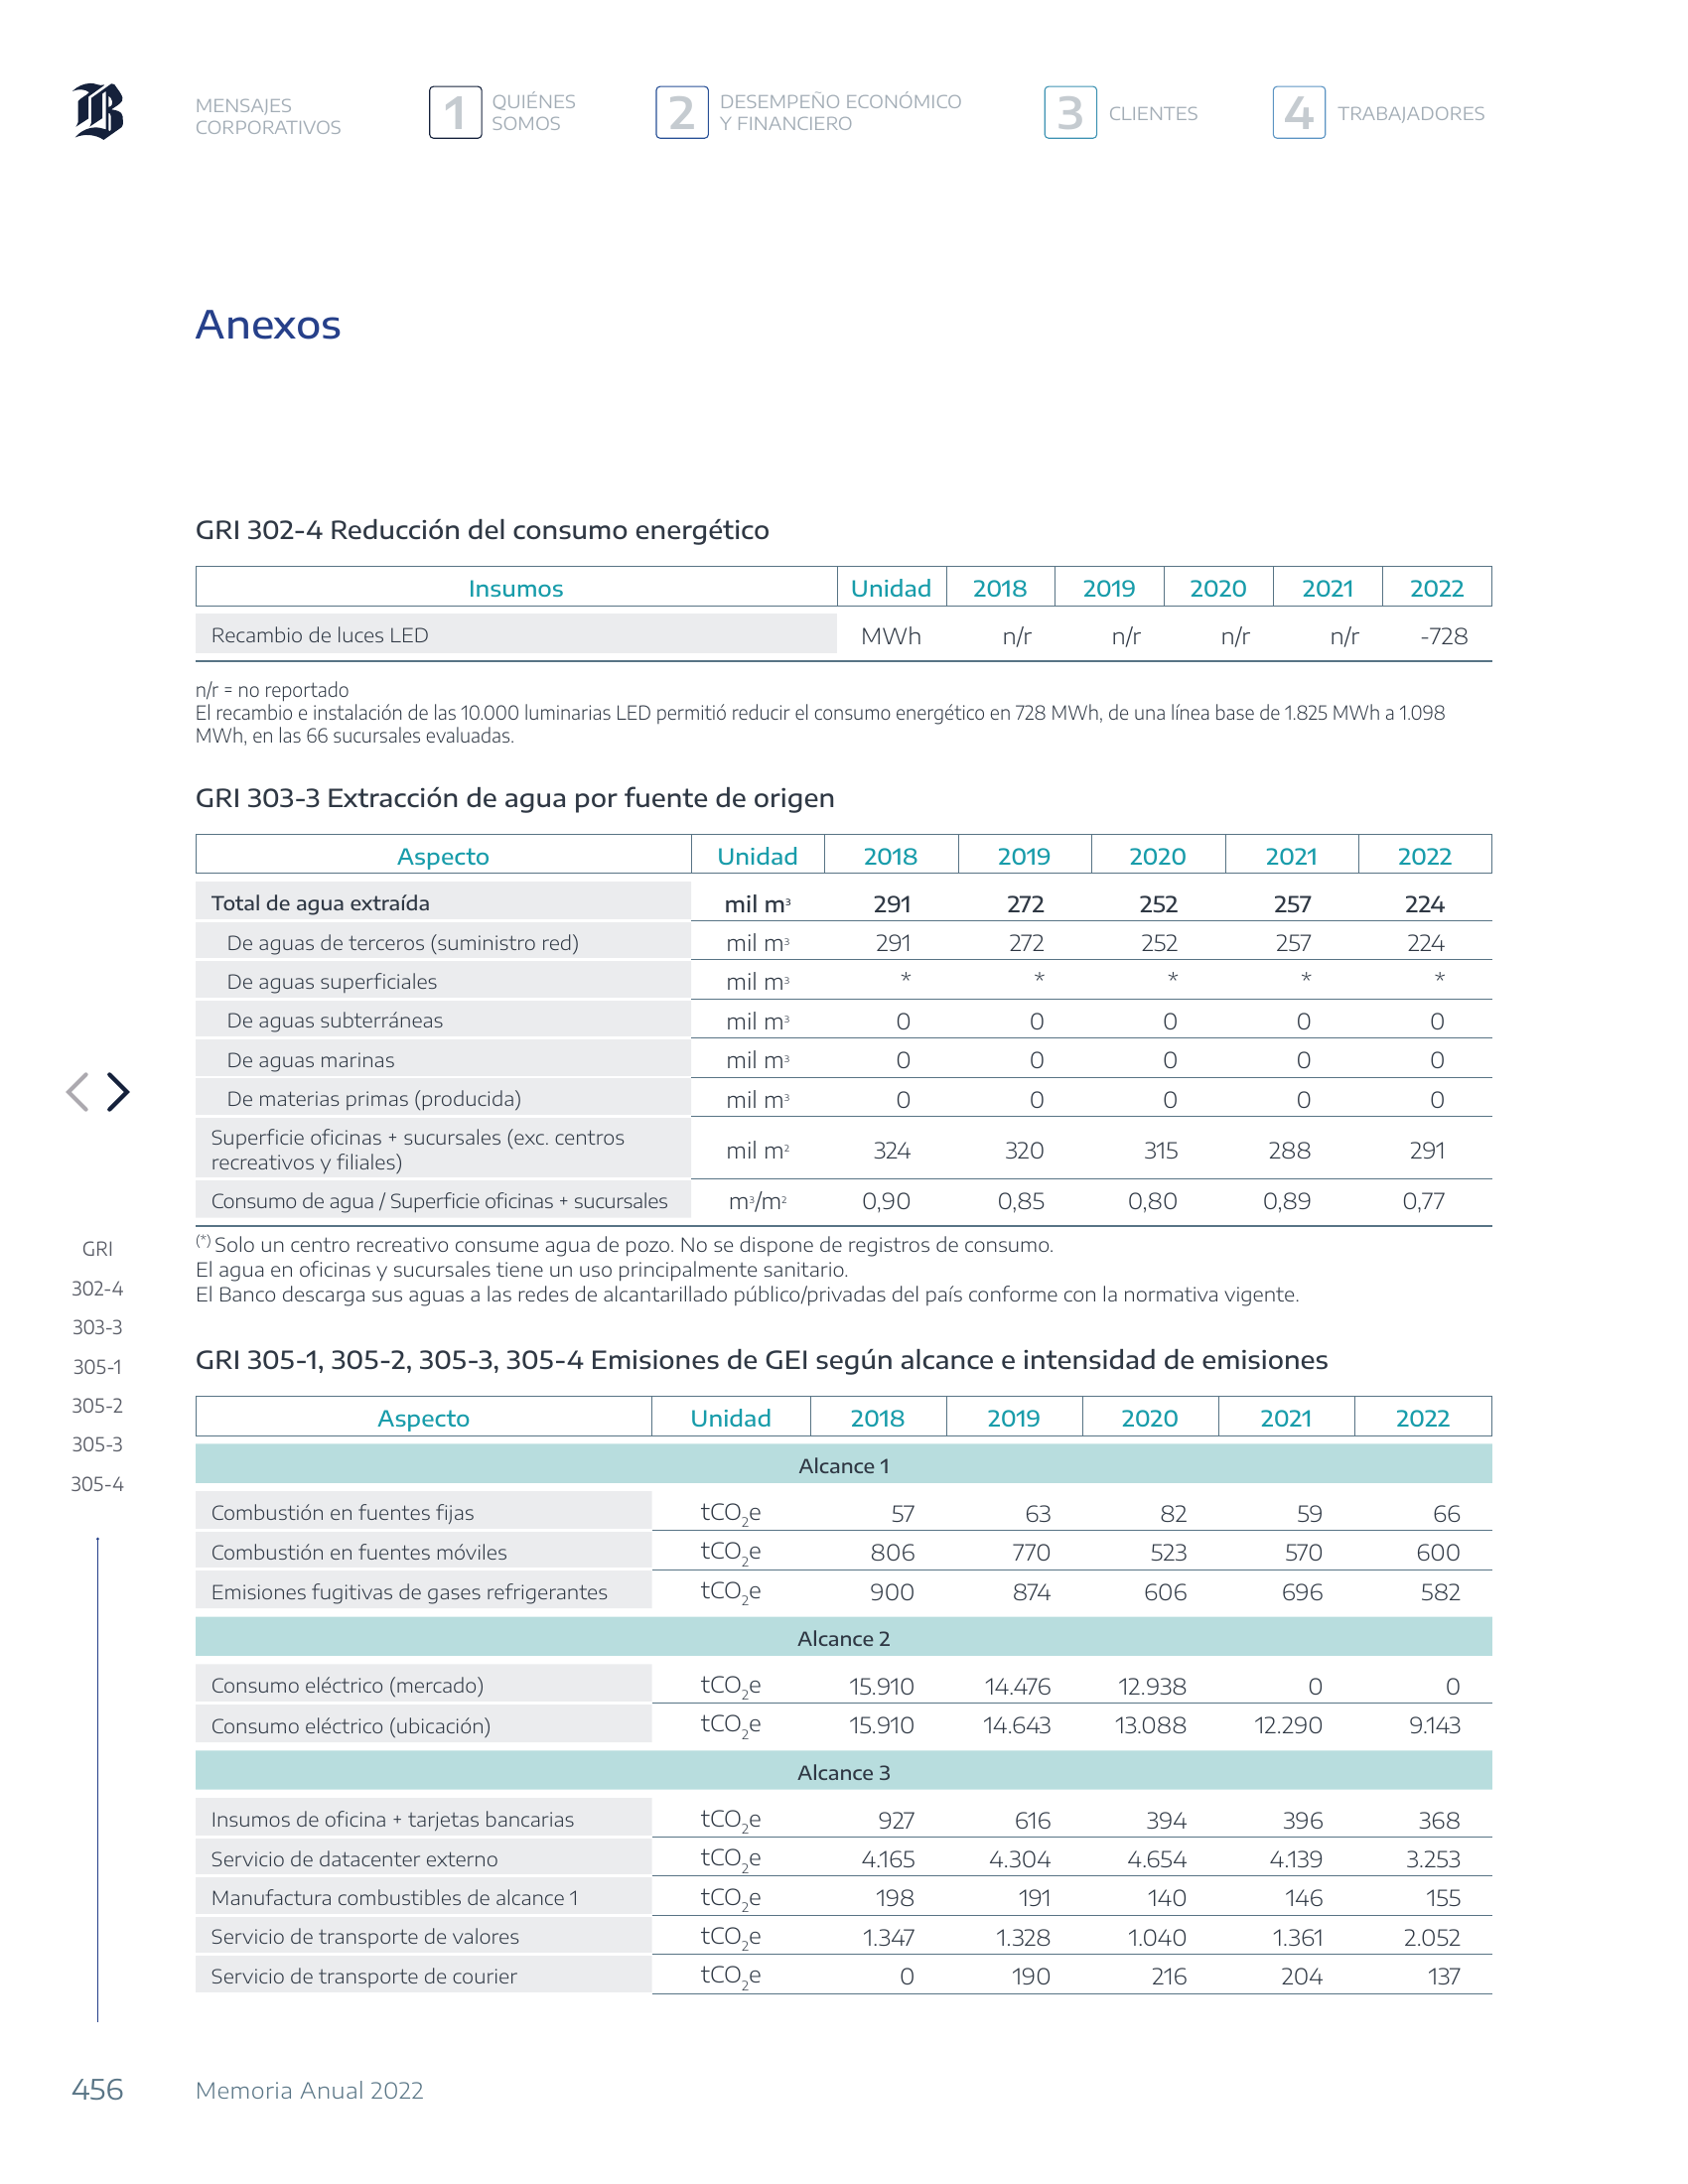 MENSAJES
CORPORATIVOS
1 QUIÉNES
SOMOS
2 DESEMPEÑO ECONÓMICO
Y FINANCIERO
3 CLIENTES
4 TRABAJADORES
Anexos
GRI 302-4 Reducción del consumo energético
Insumos Unidad 2018 2019 2020 2021 2022
Recambio de luces LED MWh n/r n/r n/r n/r -728
n/r = no reportado
El recambio e instalación de las 10.000 luminarias LED permitió reducir el consumo energético en 728 MWh, de una línea base de 1.825 MWh a 1.098
MWh, en las 66 sucursales evaluadas.
GRI 303-3 Extracción de agua por fuente de origen
Aspecto Unidad 2018 2019 2020 2021 2022
Total de agua extraída mil m³ 291 272 252 257 224
De aguas de terceros (suministro red) mil m³ 291 272 252 257 224
De aguas superficiales mil m³ * * * * *
De aguas subterráneas mil m³ 0 0 0 0 0
De aguas marinas mil m³ 0 0 0 0 0
De materias primas (producida) mil m³ 0 0 0 0 0
Superficie oficinas + sucursales (exc. centros
recreativos y filiales) mil m² 324 320 315 288 291
Consumo de agua / Superficie oficinas + sucursales m³/m² 0,90 0,85 0,80 0,89 0,77
(*) Solo un centro recreativo consume agua de pozo. No se dispone de registros de consumo.
El agua en oficinas y sucursales tiene un uso principalmente sanitario.
El Banco descarga sus aguas a las redes de alcantarillado público/privadas del país conforme con la normativa vigente.
GRI 305-1, 305-2, 305-3, 305-4 Emisiones de GEI según alcance e intensidad de emisiones
Aspecto Unidad 2018 2019 2020 2021 2022
Alcance 1
Combustión en fuentes fijas tCO₂e 57 63 82 59 66
Combustión en fuentes móviles tCO₂e 806 770 523 570 600
Emisiones fugitivas de gases refrigerantes tCO₂e 900 874 606 696 582
Alcance 2
Consumo eléctrico (mercado) tCO₂e 15.910 14.476 12.938 0 0
Consumo eléctrico (ubicación) tCO₂e 15.910 14.643 13.088 12.290 9.143
Alcance 3
Insumos de oficina + tarjetas bancarias tCO₂e 927 616 394 396 368
Servicio de datacenter externo tCO₂e 4.165 4.304 4.654 4.139 3.253
Manufactura combustibles de alcance 1 tCO₂e 198 191 140 146 155
Servicio de transporte de valores tCO₂e 1.347 1.328 1.040 1.361 2.052
Servicio de transporte de courier tCO₂e 0 190 216 204 137
GRI
302-4
303-3
305-1
305-2
305-3
305-4
456 Memoria Anual 2022